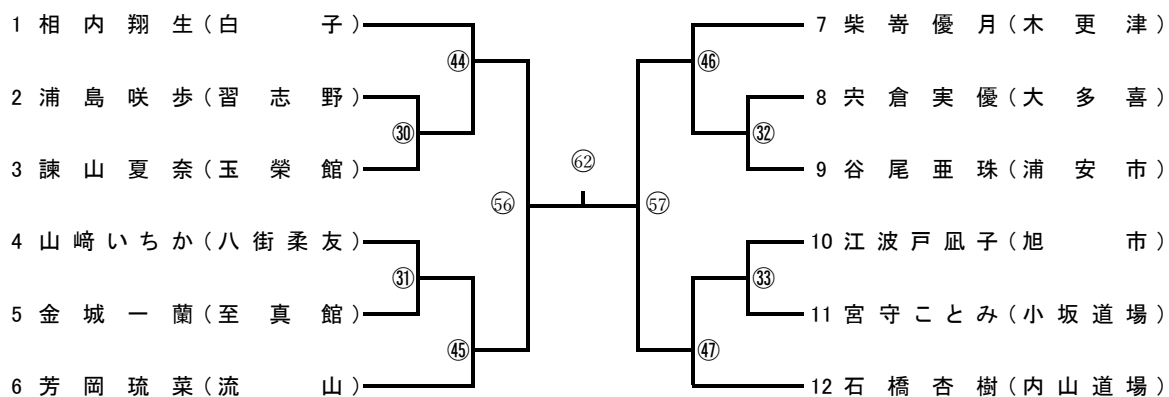 1 相内翔生(白子)
2 浦島咲歩(習志野)
3 諫山夏奈(玉榮館)
4 山﨑いちか(八街柔友)
5 金城一蘭(至真館)
6 芳岡琉菜(流山)
㊹
㉚
㉛
㊺
56
62
57
㊻
㉜
㉝
㊼
7 柴嵜優月(木更津)
8 宍倉実優(大多喜)
9 谷尾亜珠(浦安市)
10 江波戸凪子(旭市)
11 宮守ことみ(小坂道場)
12 石橋杏樹(内山道場)